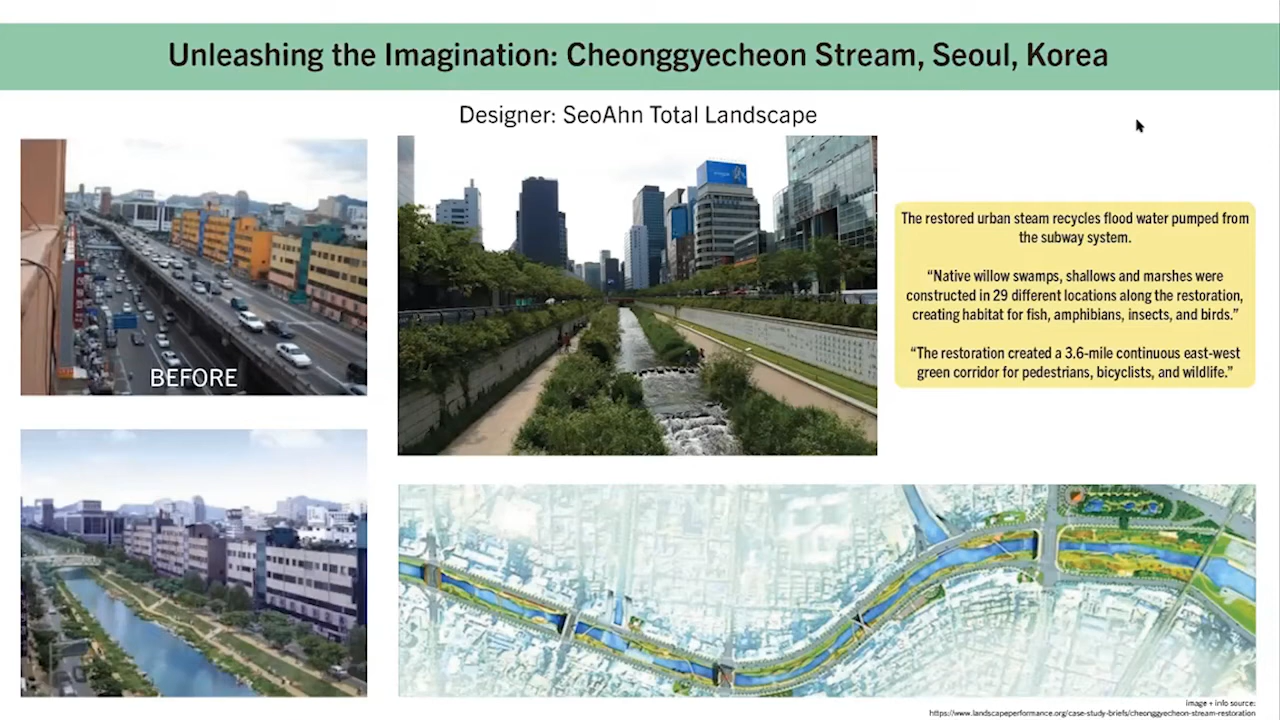 Unleashing the Imagination: Cheonggyecheon Stream, Seoul, Korea
Designer: SeoAhn Total Landscape
BEFORE
The restored urban steam recycles flood water pumped from
the subway system.
“Native willow swamps, shallows and marshes were
constructed in 29 different locations along the restoration,
creating habitat for fish, amphibians, insects, and birds.”
“The restoration created a 3.6-mile continuous east-west
green corridor for pedestrians, bicyclists, and wildlife.”
image + info source:
https://www.landscapeperformance.org/case-study-briefs/cheonggyecheon-stream-restoration